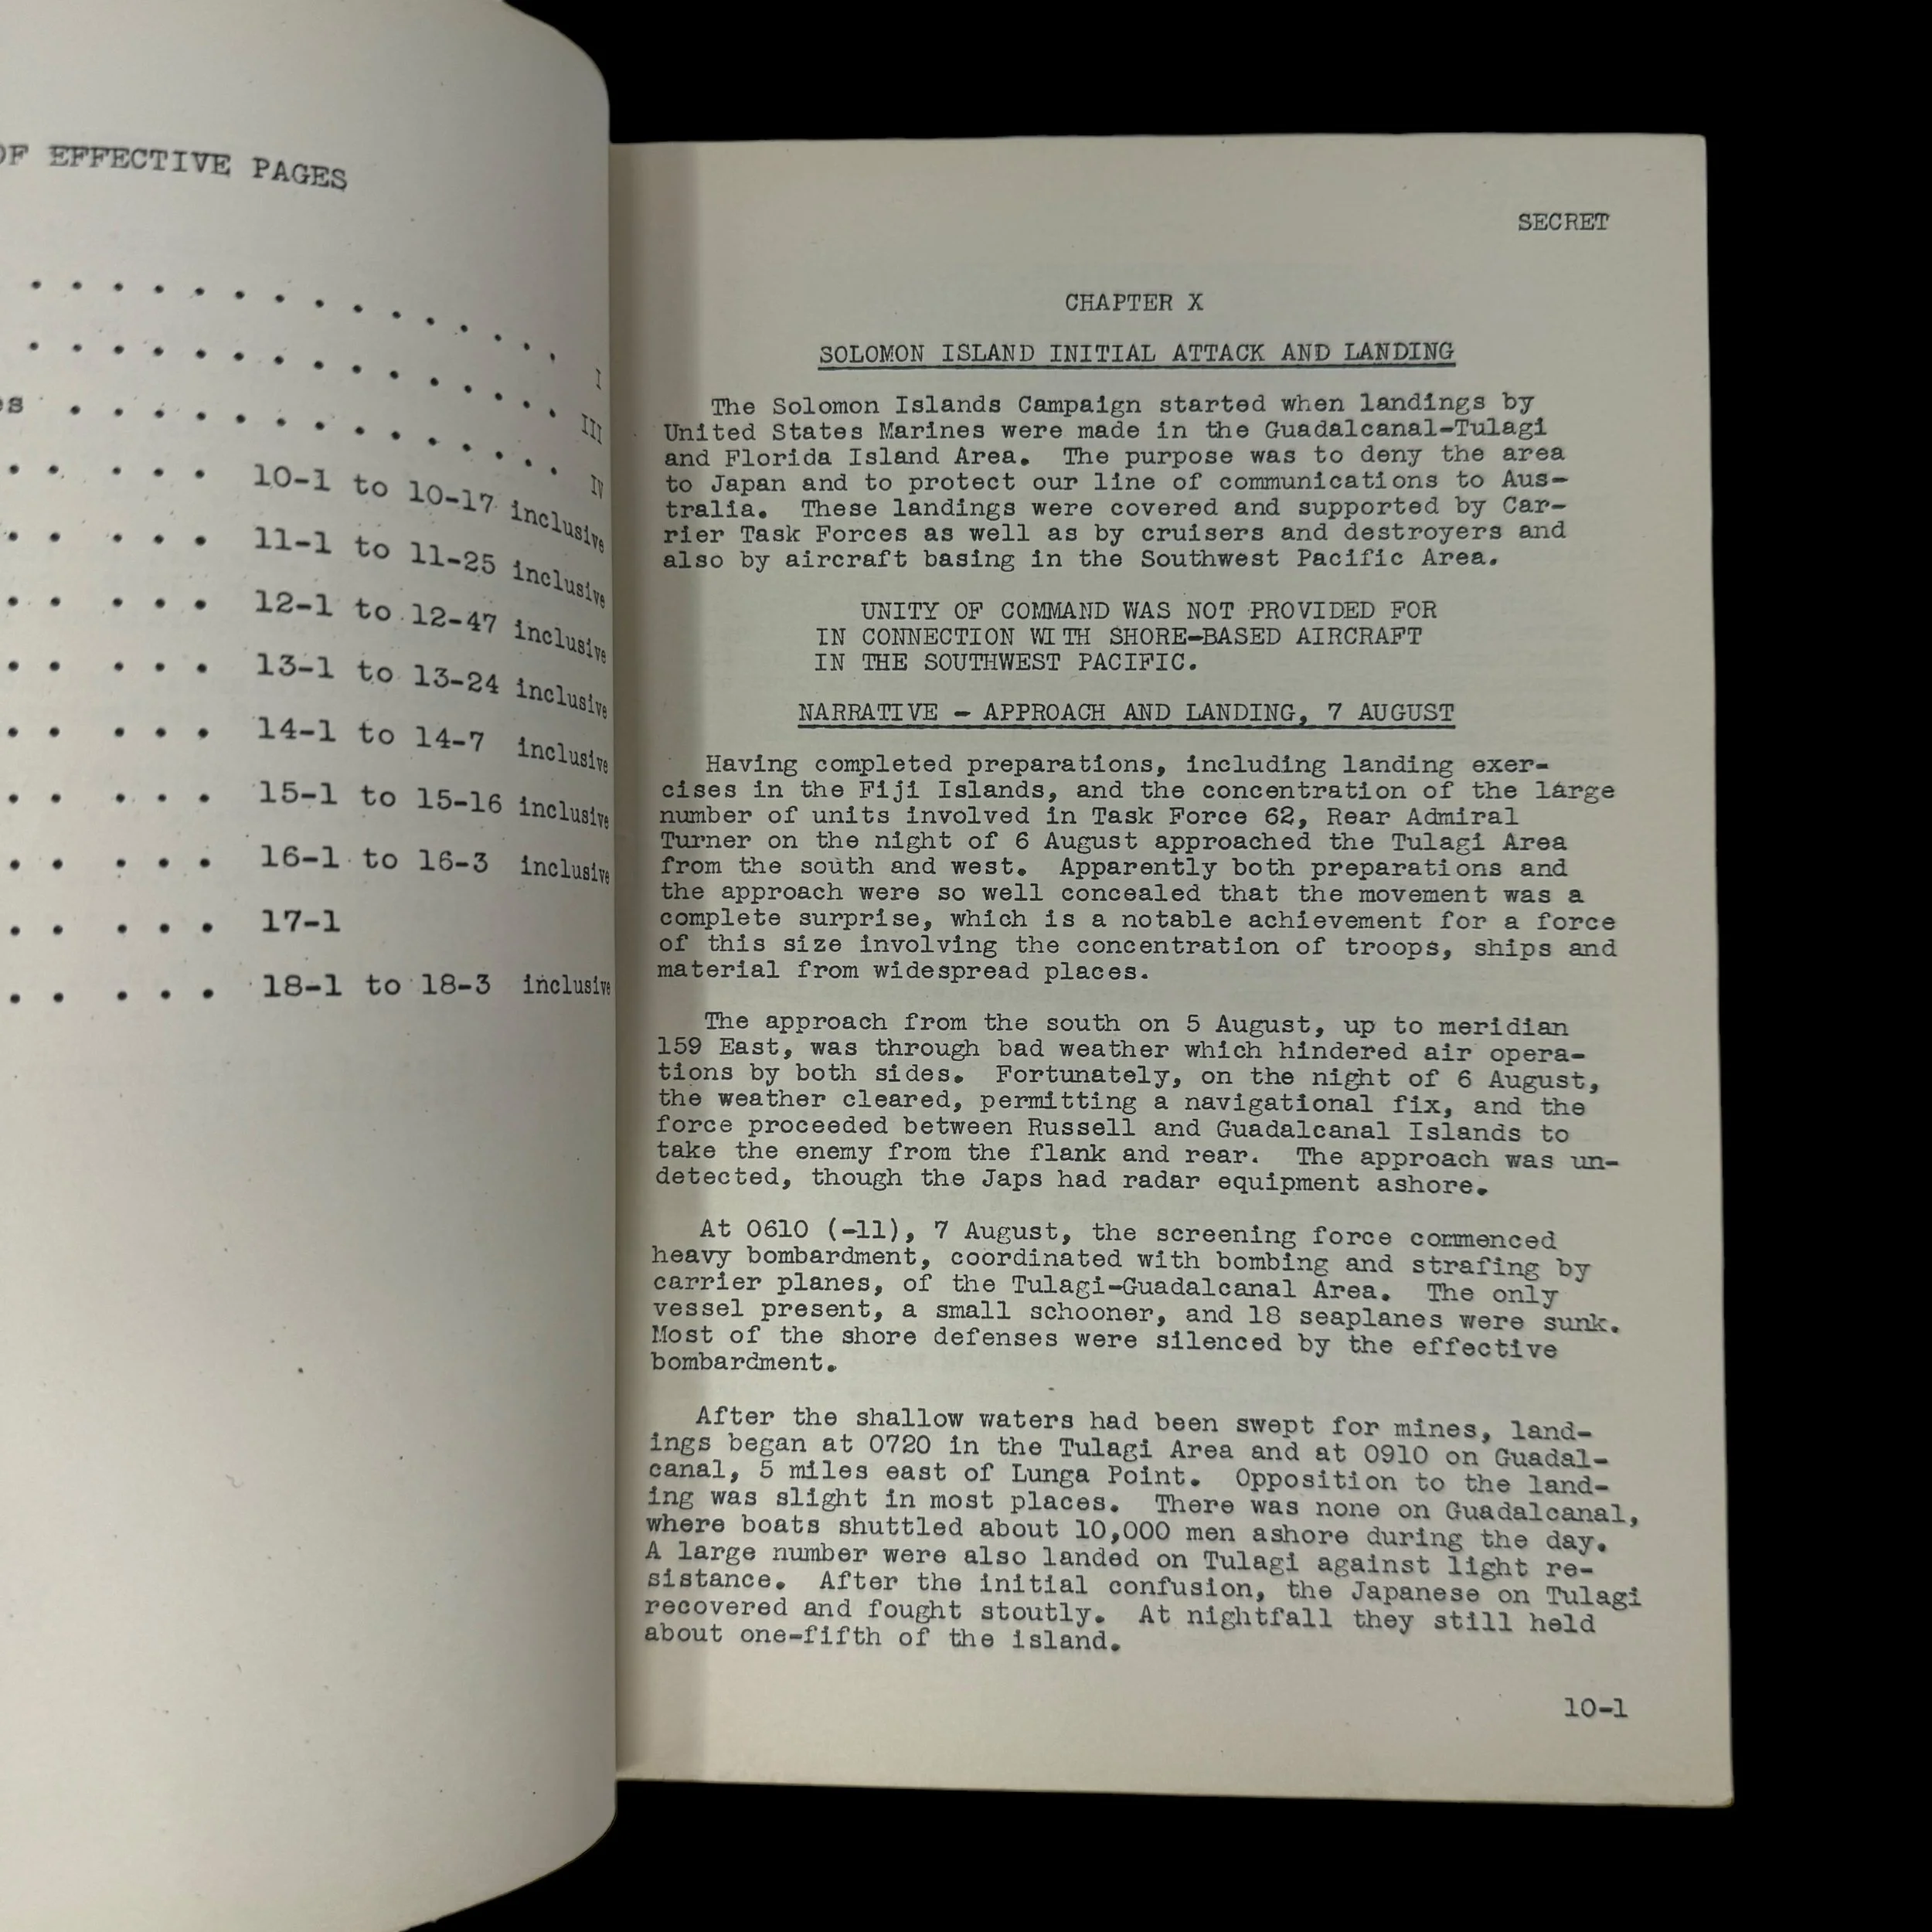 OF EFFECTIVE PAGES
. . . . . . . . . . . . . . I
. . . . . . . . . . . . . . III
es . . . . . . . . . . . . . IV
. . . . . 10-1 to 10-17 inclusive
. . . . . 11-1 to 11-25 inclusive
. . . . . 12-1 to 12-47 inclusive
. . . . . 13-1 to 13-24 inclusive
. . . . . 14-1 to 14-7 inclusive
. . . . . 15-1 to 15-16 inclusive
. . . . . 16-1 to 16-3 inclusive
. . . . . 17-1
. . . . . 18-1 to 18-3 inclusive
SECRET
CHAPTER X
SOLOMON ISLAND INITIAL ATTACK AND LANDING
The Solomon Islands Campaign started when landings by
United States Marines were made in the Guadalcanal-Tulagi
and Florida Island Area. The purpose was to deny the area
to Japan and to protect our line of communications to Aus-
tralia. These landings were covered and supported by Car-
rier Task Forces as well as by cruisers and destroyers and
also by aircraft basing in the Southwest Pacific Area.
UNITY OF COMMAND WAS NOT PROVIDED FOR
IN CONNECTION WITH SHORE-BASED AIRCRAFT
IN THE SOUTHWEST PACIFIC.
NARRATIVE - APPROACH AND LANDING, 7 AUGUST
Having completed preparations, including landing exer-
cises in the Fiji Islands, and the concentration of the large
number of units involved in Task Force 62, Rear Admiral
Turner on the night of 6 August approached the Tulagi Area
from the south and west. Apparently both preparations and
the approach were so well concealed that the movement was a
complete surprise, which is a notable achievement for a force
of this size involving the concentration of troops, ships and
material from widespread places.
The approach from the south on 5 August, up to meridian
159 East, was through bad weather which hindered air opera-
tions by both sides. Fortunately, on the night of 6 August,
the weather cleared, permitting a navigational fix, and the
force proceeded between Russell and Guadalcanal Islands to
take the enemy from the flank and rear. The approach was un-
detected, though the Japs had radar equipment ashore.
At 0610 (-11), 7 August, the screening force commenced
heavy bombardment, coordinated with bombing and strafing by
carrier planes, of the Tulagi-Guadalcanal Area. The only
vessel present, a small schooner, and 18 seaplanes were sunk.
Most of the shore defenses were silenced by the effective
bombardment.
After the shallow waters had been swept for mines, land-
ings began at 0720 in the Tulagi Area and at 0910 on Guadal-
canal, 5 miles east of Lunga Point. Opposition to the land-
ing was slight in most places. There was none on Guadalcanal,
where boats shuttled about 10,000 men ashore during the day.
A large number were also landed on Tulagi against light re-
sistance. After the initial confusion, the Japanese on Tulagi
recovered and fought stoutly. At nightfall they still held
about one-fifth of the island.
10-1